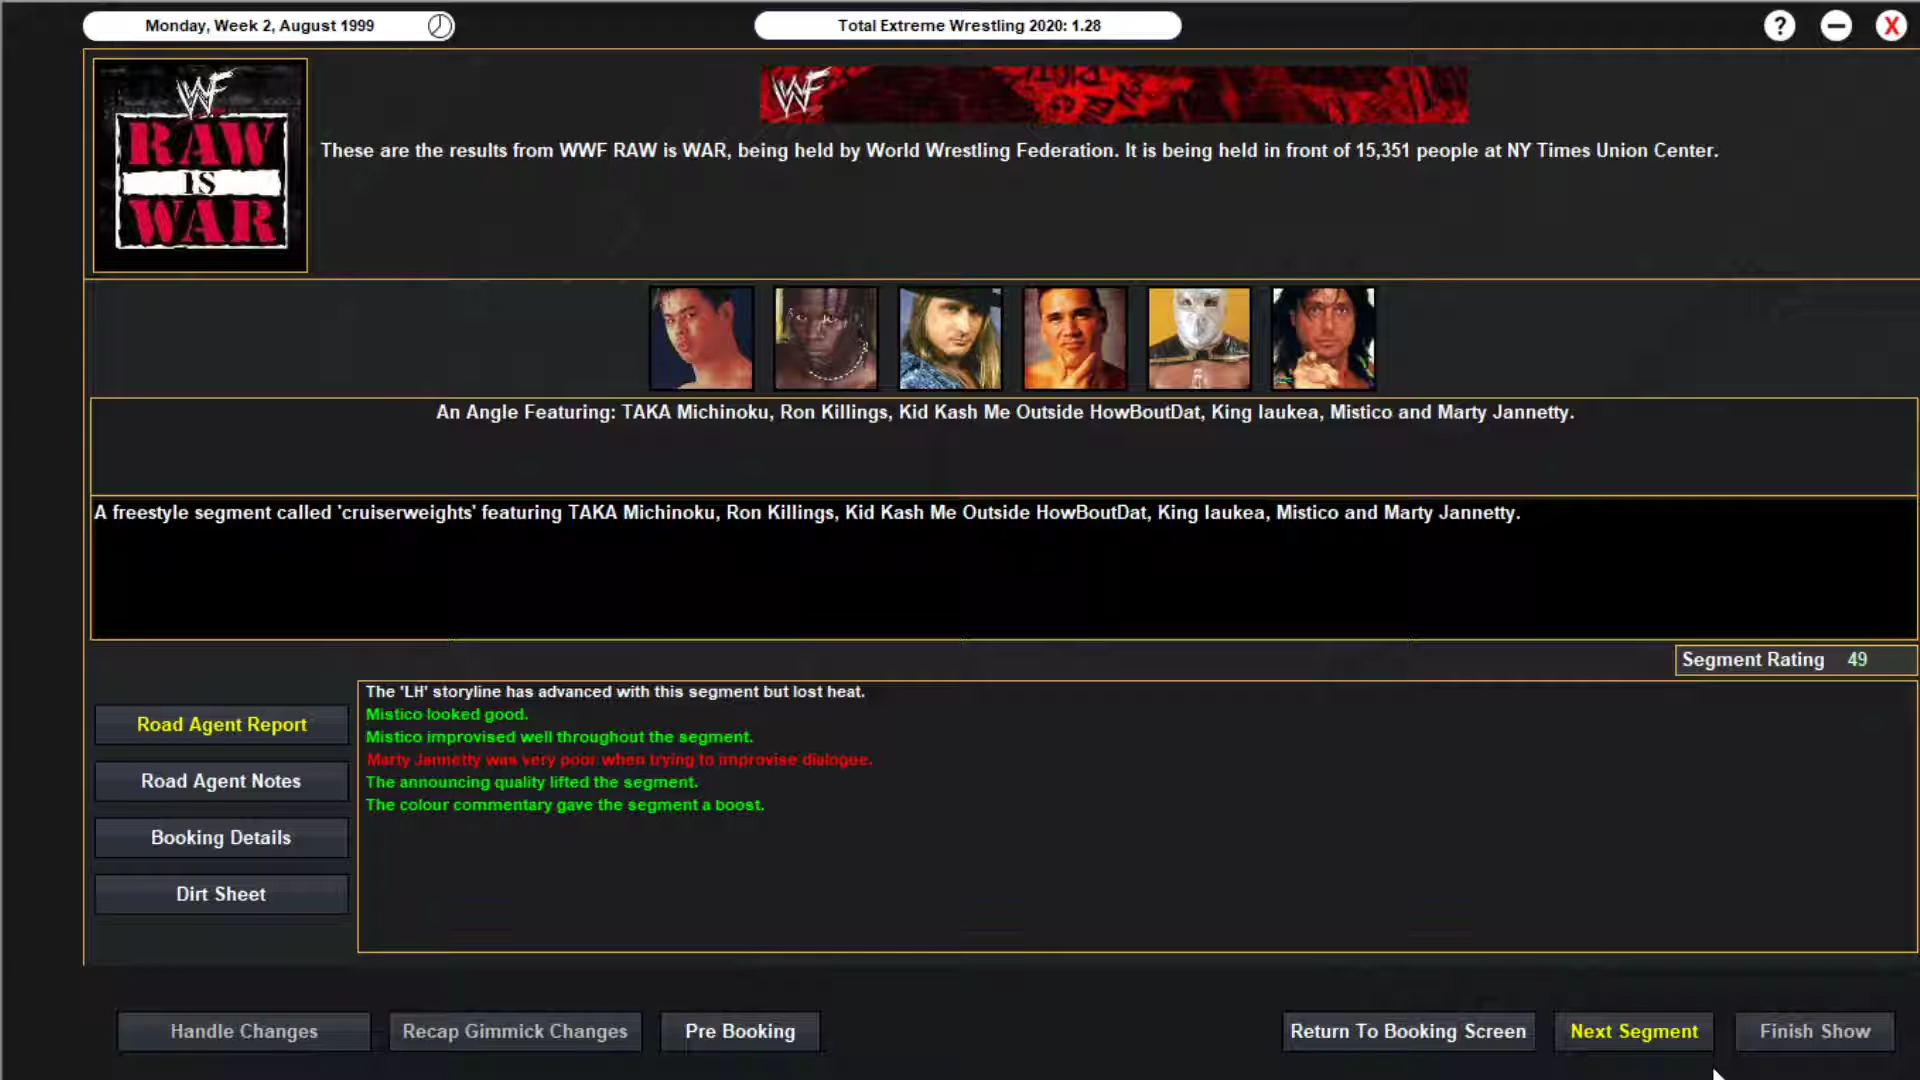 Monday, Week 2, August 1999
Total Extreme Wrestling 2020: 1.28
?
X
WF
RAW
IS
WAR
WF
These are the results from WWF RAW is WAR, being held by World Wrestling Federation. It is being held in front of 15,351 people at NY Times Union Center.
An Angle Featuring: TAKA Michinoku, Ron Killings, Kid Kash Me Outside HowBoutDat, King Iaukea, Mistico and Marty Jannetty.
A freestyle segment called 'cruiserweights' featuring TAKA Michinoku, Ron Killings, Kid Kash Me Outside HowBoutDat, King Iaukea, Mistico and Marty Jannetty.
Segment Rating 49
The 'LH' storyline has advanced with this segment but lost heat.
Mistico looked good.
Mistico improvised well throughout the segment.
Marty Jannetty was very poor when trying to improvise dialogue.
The announcing quality lifted the segment.
The colour commentary gave the segment a boost.
Road Agent Report
Road Agent Notes
Booking Details
Dirt Sheet
Handle Changes
Recap Gimmick Changes
Pre Booking
Return To Booking Screen
Next Segment
Finish Show